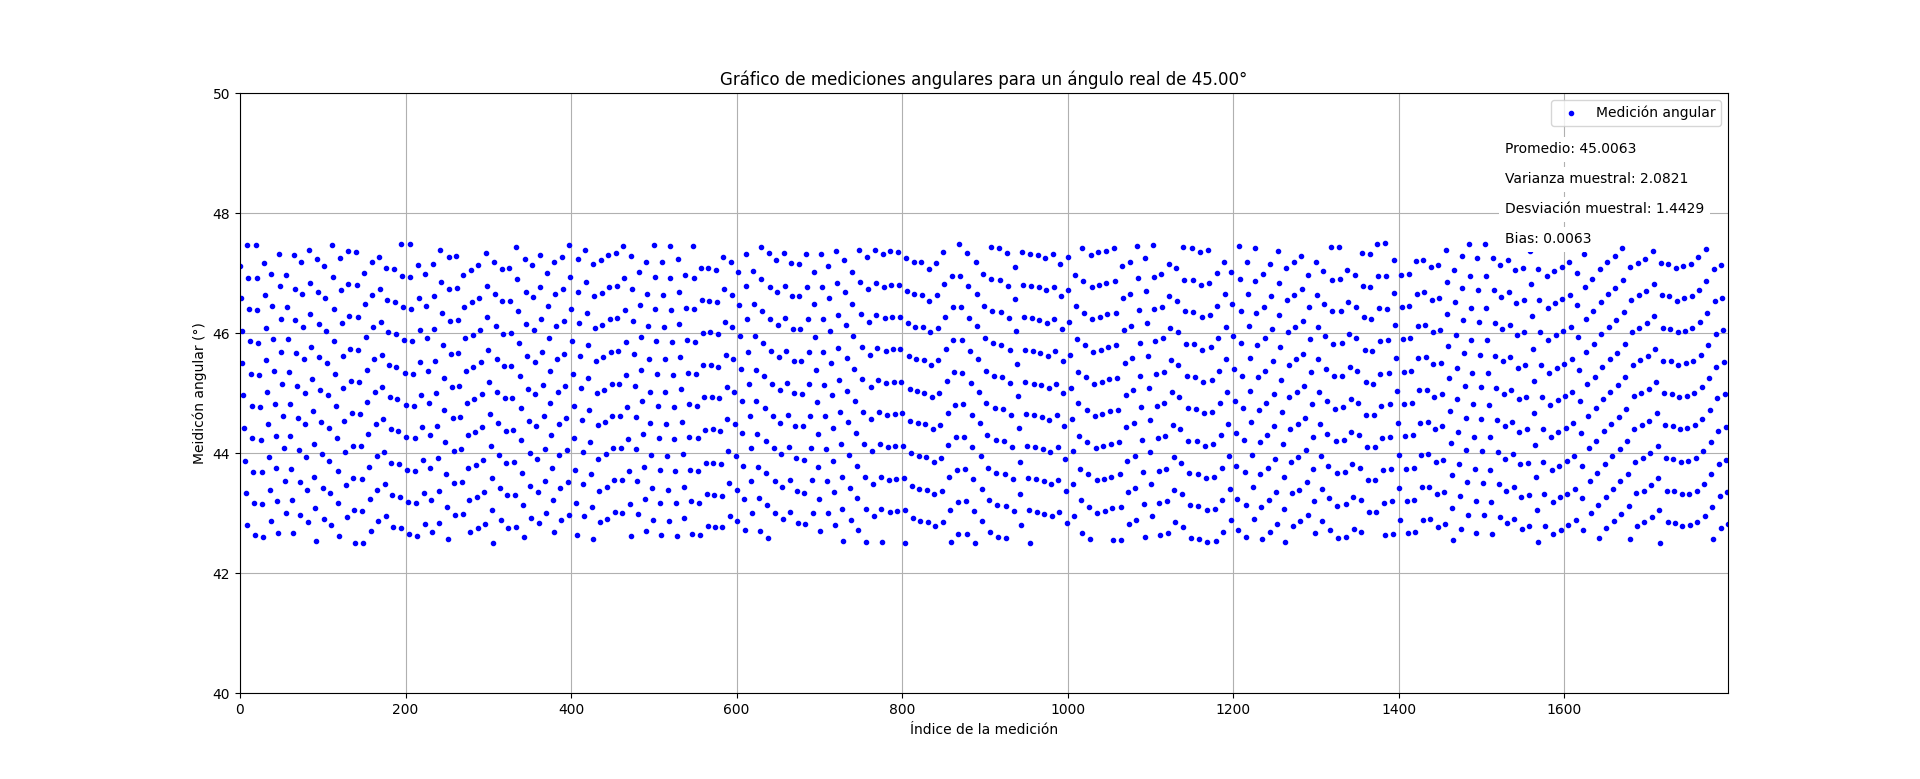 Gráfico de mediciones angulares para un ángulo real de 45.00°
Medición angular
Promedio: 45.0063
Varianza muestral: 2.0821
Desviación muestral: 1.4429
Bias: 0.0063
Meidición angular (°)
50
48
46
44
42
40
0 200 400 600 800 1000 1200 1400 1600
Índice de la medición